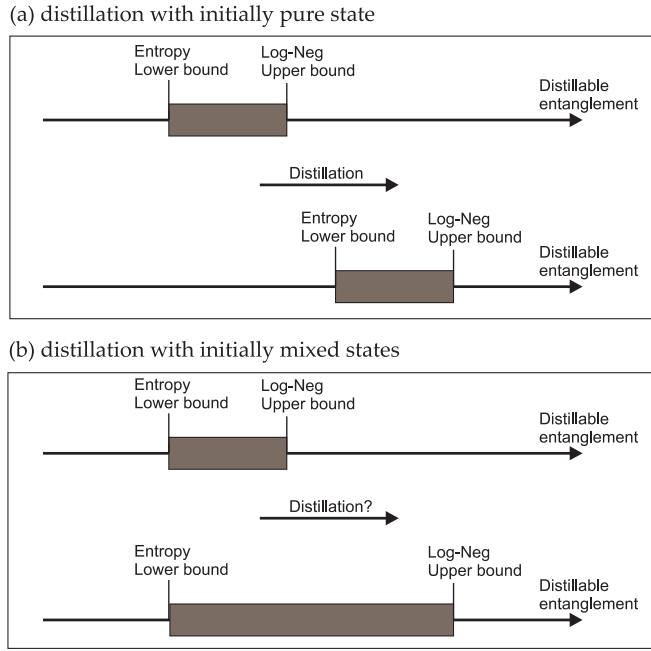 (a) distillation with initially pure state
Entropy
Lower bound
Log-Neg
Upper bound
Distillable
entanglement
Distillation
Entropy
Lower bound
Log-Neg
Upper bound
Distillable
entanglement
(b) distillation with initially mixed states
Entropy
Lower bound
Log-Neg
Upper bound
Distillable
entanglement
Distillation?
Entropy
Lower bound
Log-Neg
Upper bound
Distillable
entanglement